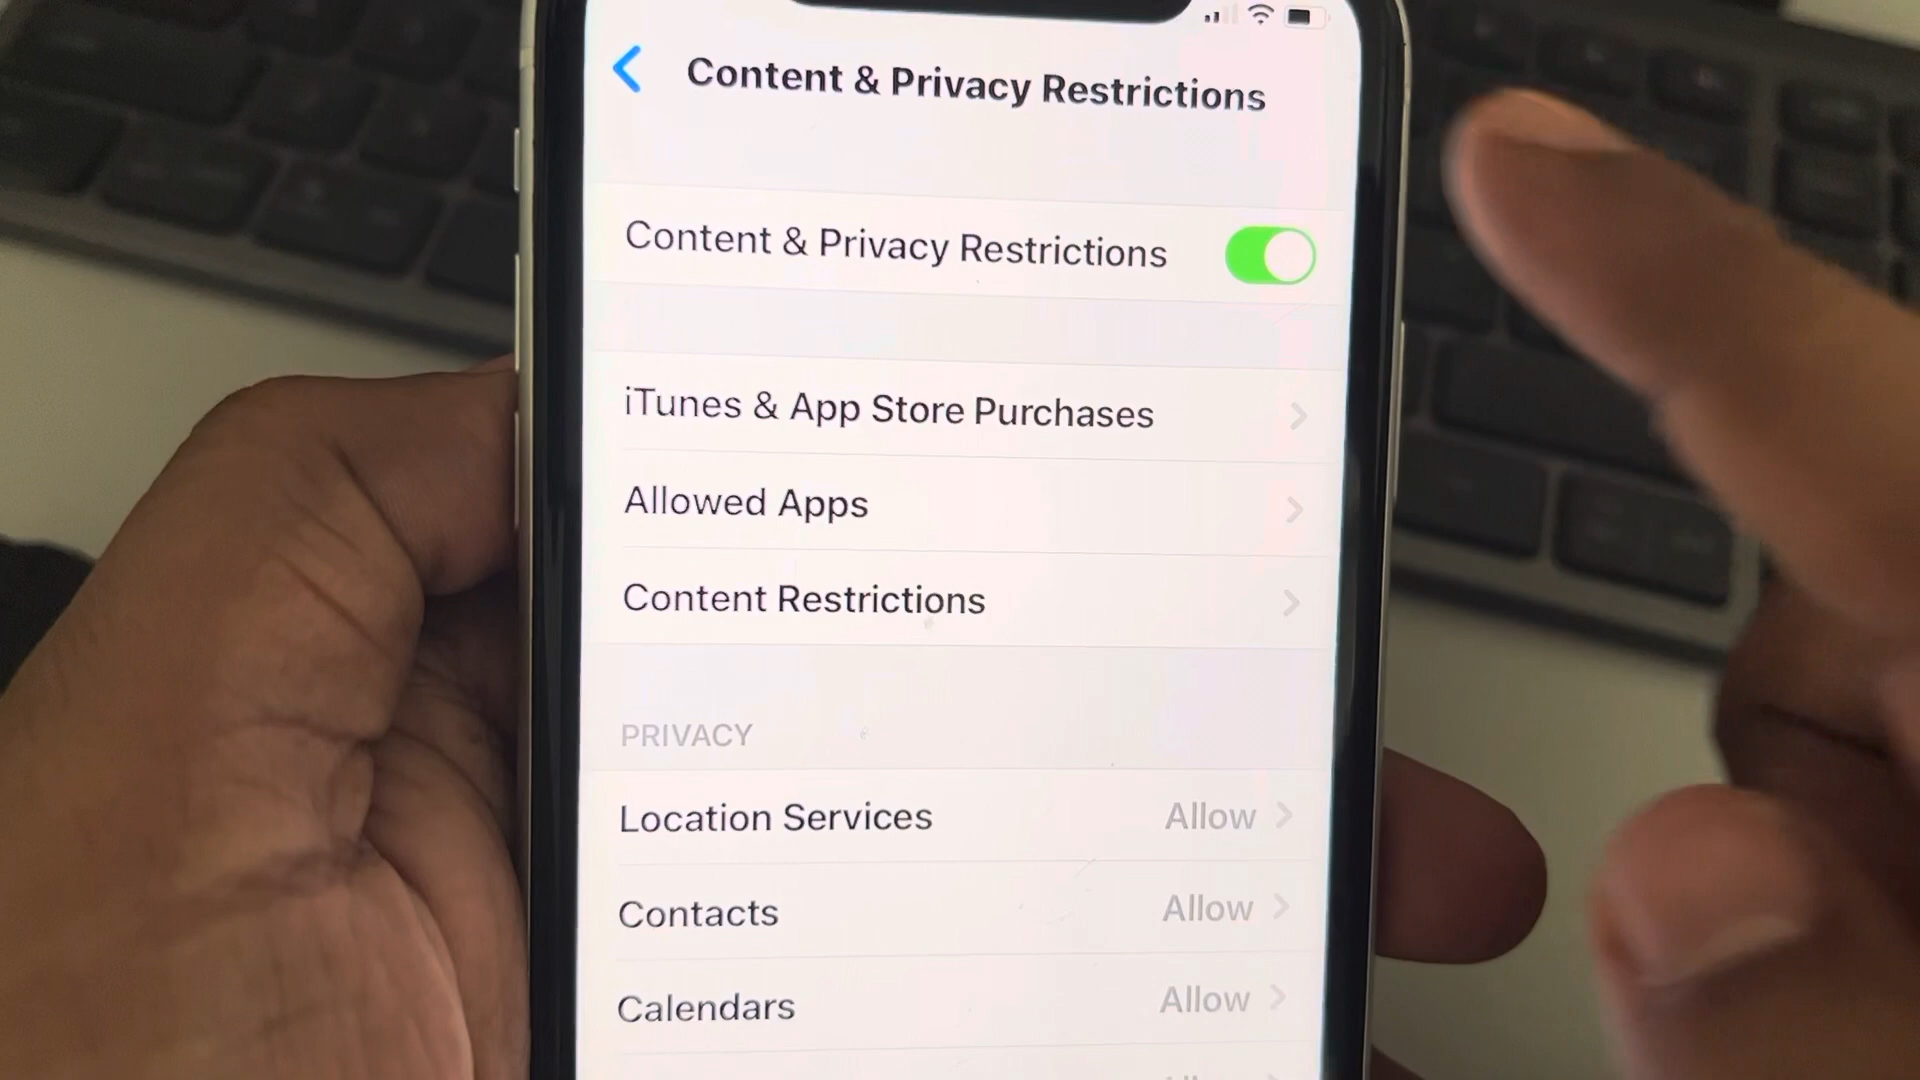 Content & Privacy Restrictions
Content & Privacy Restrictions
iTunes & App Store Purchases
Allowed Apps
Content Restrictions
PRIVACY
Location Services Allow
Contacts Allow
Calendars Allow